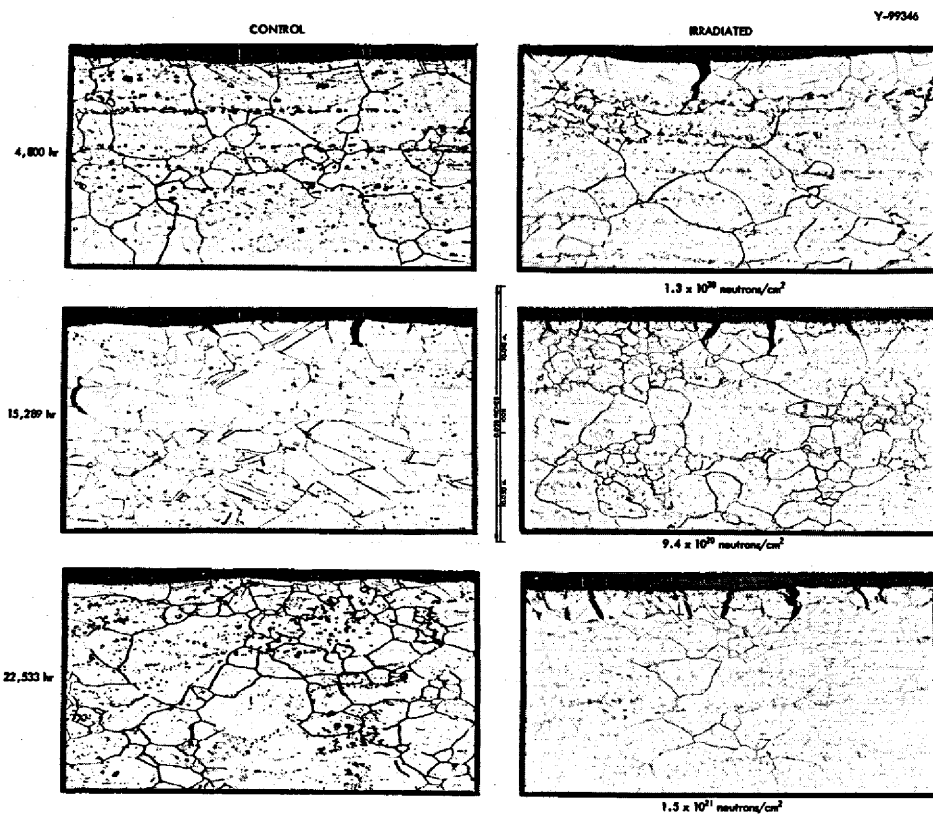 Y-99346
CONTROL
IRRADIATED
4,800 hr
1.3 x 10²⁰ neutrons/cm²
15,289 hr
9.4 x 10²⁰ neutrons/cm²
22,533 hr
1.5 x 10²¹ neutrons/cm²